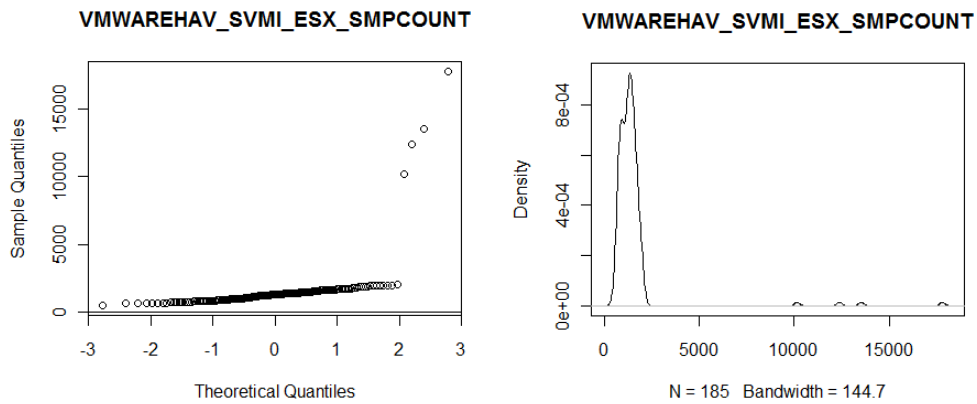 VMWAREHAV_SVMI_ESX_SMPCOUNT
Sample Quantiles
0
5000
10000
15000
-3
-2
-1
0
1
2
3
Theoretical Quantiles
VMWAREHAV_SVMI_ESX_SMPCOUNT
Density
0e+00
4e-04
8e-04
0
5000
10000
15000
N = 185 Bandwidth = 144.7